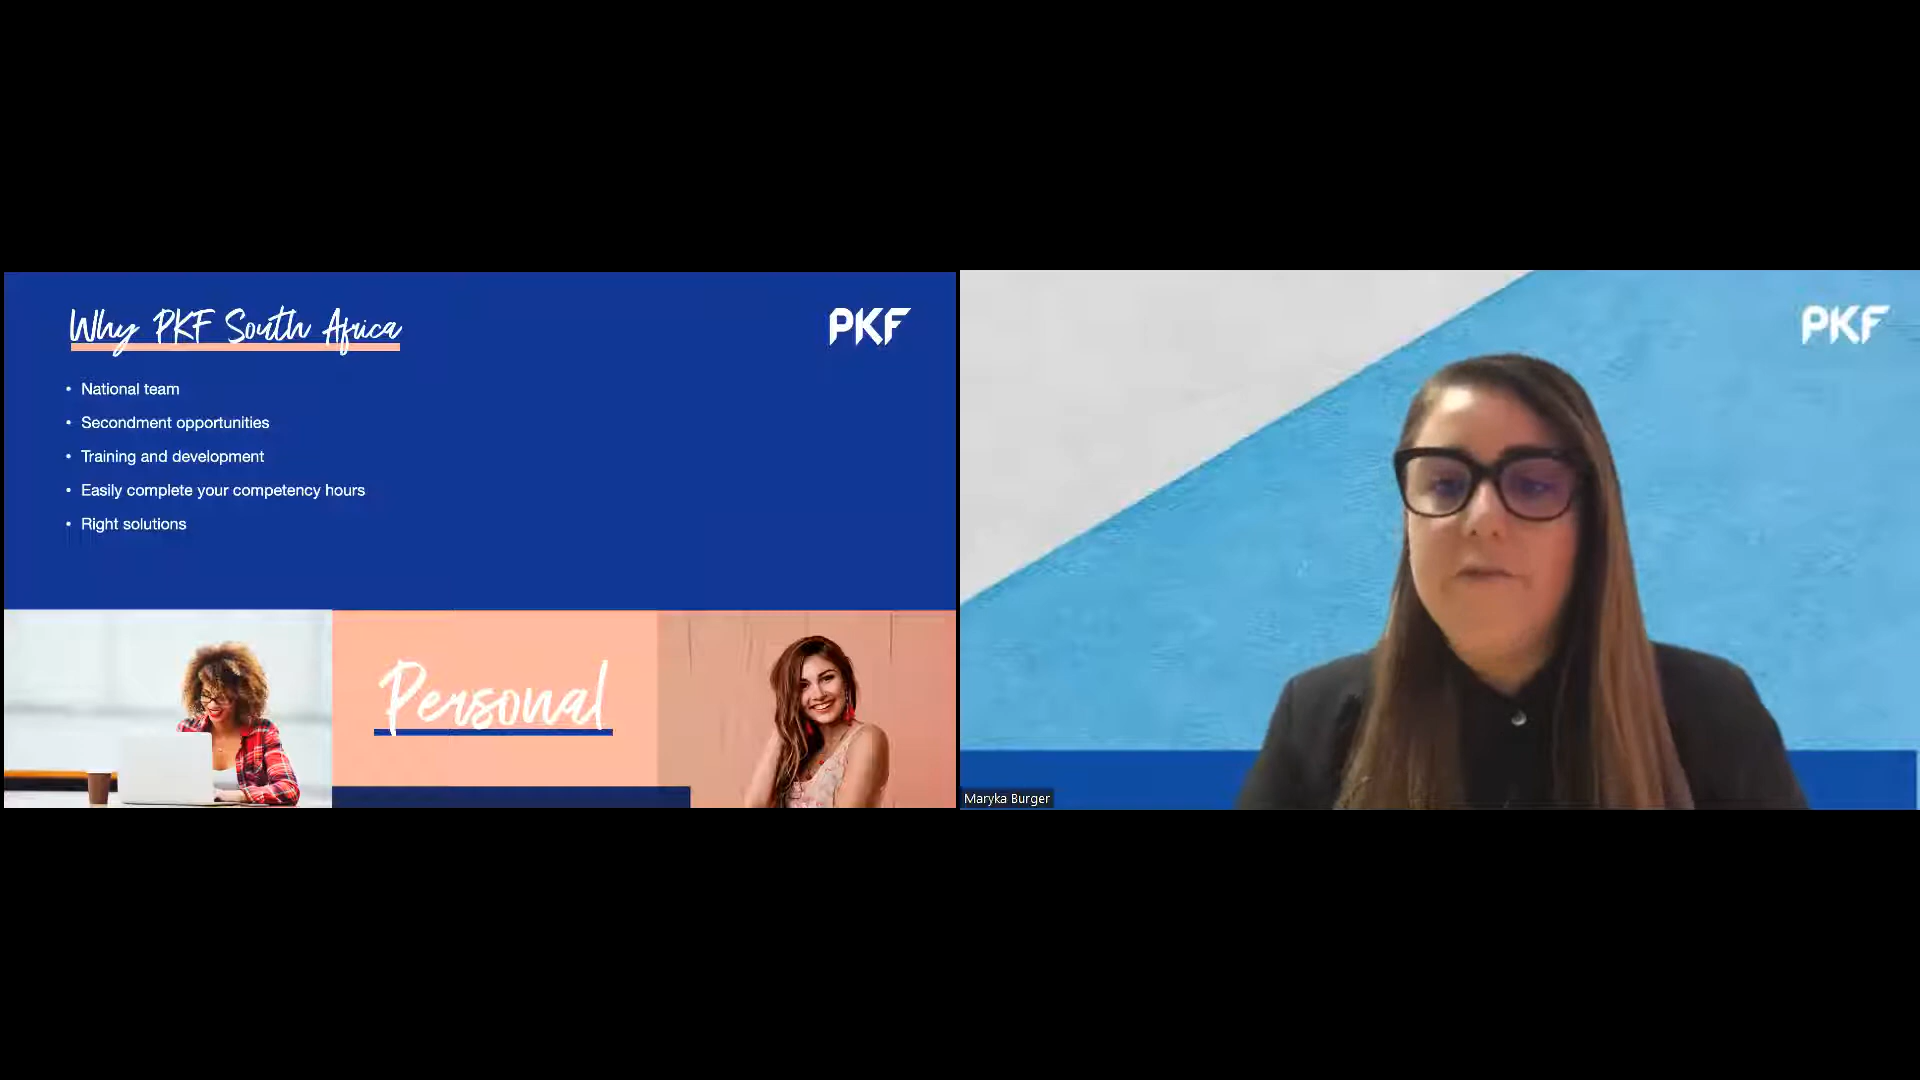 Why PKF South Africa
PKF
• National team
• Secondment opportunities
• Training and development
• Easily complete your competency hours
• Right solutions
Personal
PKF
Maryka Burger